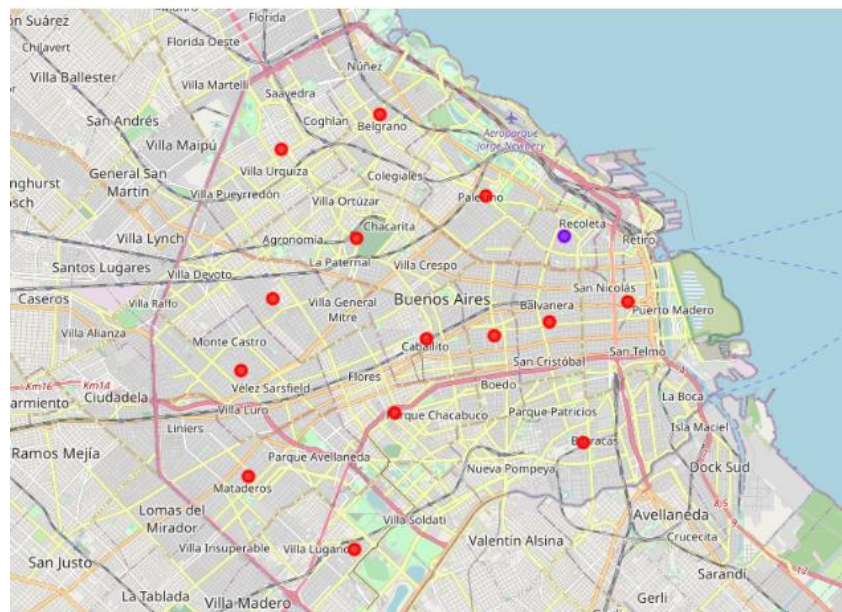 Florida
Villa Ballester
Chilavert
Florida Oeste
Núñez
Villa Martelli
Saavedra
San Andrés
Coghlan
Belgrano
Aeroparque
Jorge Newbery
Villa Maipú
General San
Martín
Villa Urquiza
Colegiales
Villa Pueyrredón
Villa Ortúzar
Recoleta
Chacarita
Villa Lynch
Agronomía
Retiro
Santos Lugares
La Paternal
Villa Crespo
Villa Devoto
Caseros
San Nicolás
Villa Raffo
Villa General
Mitre
Buenos Aires
Balvanera
Puerto Madero
Villa Alianza
Monte Castro
Caballito
San Telmo
San Cristóbal
Km16
Km14
Flores
Vélez Sarsfield
Boedo
Ciudadela
Villa Luro
La Boca
Parque Chacabuco
Parque Patricios
Liniers
Isla Maciel
Ramos Mejía
Parque Avellaneda
Nueva Pompeya
Dock Sud
Mataderos
Lomas del
Mirador
Villa Soldati
Avellaneda
Valentín Alsina
Crucecita
Villa Insuperable
Villa Lugano
San Justo
Sarandí
La Tablada
Villa Madero
Gerli